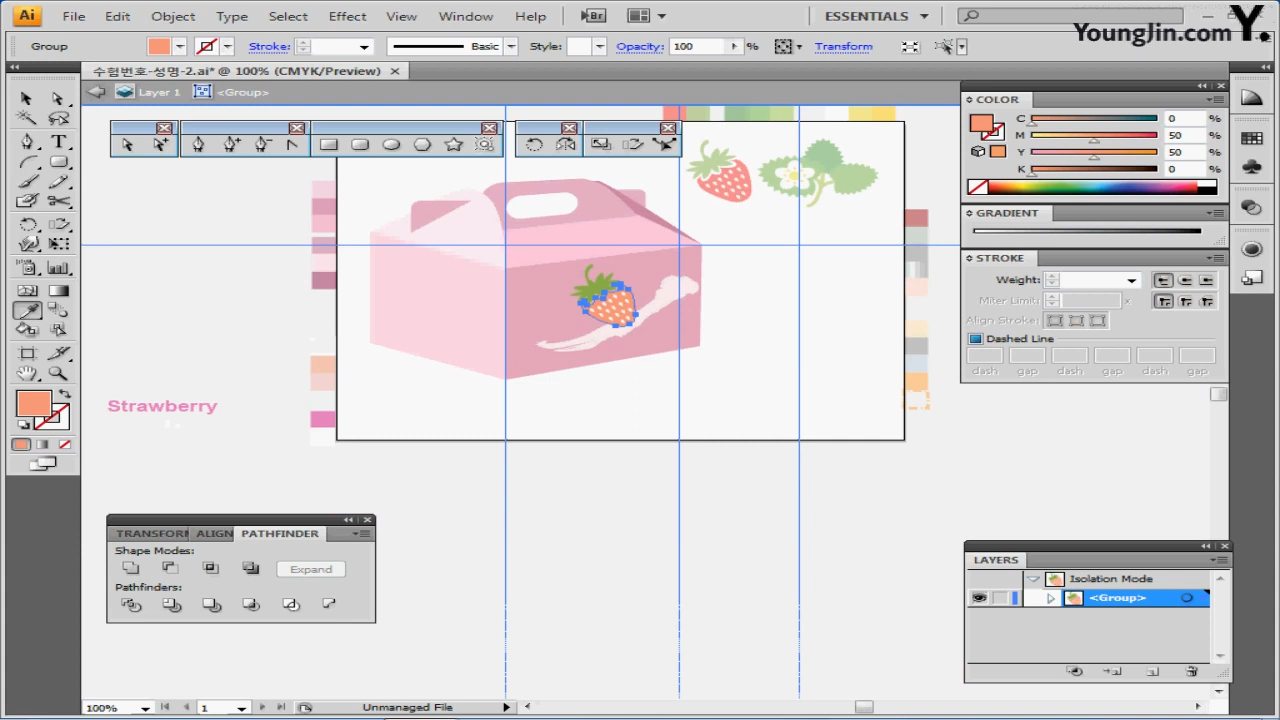 Ai File Edit Object Type Select Effect View Window Help Br ESSENTIALS
YoungJin.com Y.
Group Stroke: Basic Style: Opacity: 100 % Transform
수험번호-성명-2.ai* @ 100% (CMYK/Preview)
Layer 1 <Group>
COLOR
C 0 %
M 50 %
Y 50 %
K 0 %
GRADIENT
STROKE
Weight:
Miter Limit: x
Align Stroke:
Dashed Line
dash gap dash gap dash gap
Strawberry
TRANSFORM ALIGN PATHFINDER
Shape Modes:
Expand
Pathfinders:
LAYERS
Isolation Mode
<Group>
100% 1 Unmanaged File